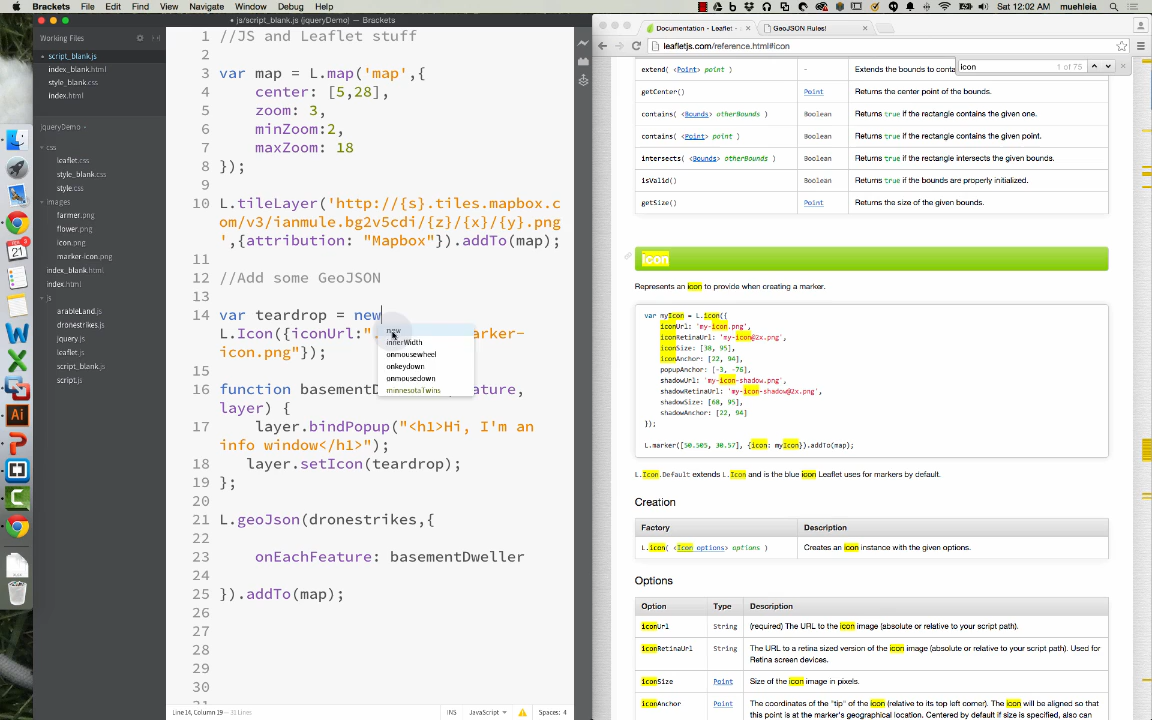 Brackets File Edit Find View Navigate Window Debug Help Sat 12:02 AM muehleia
js/script_blank.js (jqueryDemo) — Brackets
Working Files
script_blank.js
index_blank.html
style_blank.css
index.html
jqueryDemo
css
leaflet.css
style_blank.css
style.css
images
farmer.png
flower.png
icon.png
marker-icon.png
index_blank.html
index.html
js
arableLand.js
dronestrikes.js
jquery.js
leaflet.js
script_blank.js
script.js
1 //JS and Leaflet stuff
2
3 var map = L.map('map',{
4 center: [5,28],
5 zoom: 3,
6 minZoom:2,
7 maxZoom: 18
8 });
9
10 L.tileLayer('http://{s}.tiles.mapbox.c
om/v3/ianmule.bg2v5cdi/{z}/{x}/{y}.png
',{attribution: "Mapbox"}).addTo(map);
11
12 //Add some GeoJSON
13
14 var teardrop = new
L.Icon({iconUrl:". arker-
icon.png"});
new
innerWidth
onmousewheel
onkeydown
onmousedown
minnesotaTwins
15
16 function basementD eature,
layer) {
17 layer.bindPopup("<h1>Hi, I'm an
info window</h1>");
18 layer.setIcon(teardrop);
19 };
20
21 L.geoJson(dronestrikes,{
22
23 onEachFeature: basementDweller
24
25 }).addTo(map);
26
27
28
29
30
Line 14, Column 19 — 31 Lines INS JavaScript Spaces: 4
Documentation - Leaflet - GeoJSON Rules!
leafletjs.com/reference.html#icon
icon 1 of 75
extend( <Point> point ) - Extends the bounds to conta
getCenter() Point Returns the center point of the bounds.
contains( <Bounds> otherBounds ) Boolean Returns true if the rectangle contains the given one.
contains( <Point> point ) Boolean Returns true if the rectangle contains the given point.
intersects( <Bounds> otherBounds ) Boolean Returns true if the rectangle intersects the given bounds.
isValid() Boolean Returns true if the bounds are properly initialized.
getSize() Point Returns the size of the given bounds.
Icon
Represents an icon to provide when creating a marker.
var myIcon = L.icon({
iconUrl: 'my-icon.png',
iconRetinaUrl: 'my-icon@2x.png',
iconSize: [38, 95],
iconAnchor: [22, 94],
popupAnchor: [-3, -76],
shadowUrl: 'my-icon-shadow.png',
shadowRetinaUrl: 'my-icon-shadow@2x.png',
shadowSize: [68, 95],
shadowAnchor: [22, 94]
});
L.marker([50.505, 30.57], {icon: myIcon}).addTo(map);
L.Icon.Default extends L.Icon and is the blue icon Leaflet uses for markers by default.
Creation
Factory Description
L.icon( <Icon options> options ) Creates an icon instance with the given options.
Options
Option Type Description
iconUrl String (required) The URL to the icon image (absolute or relative to your script path).
iconRetinaUrl String The URL to a retina sized version of the icon image (absolute or relative to your script path). Used for
Retina screen devices.
iconSize Point Size of the icon image in pixels.
iconAnchor Point The coordinates of the "tip" of the icon (relative to its top left corner). The icon will be aligned so that
this point is at the marker's geographical location. Centered by default if size is specified, also can